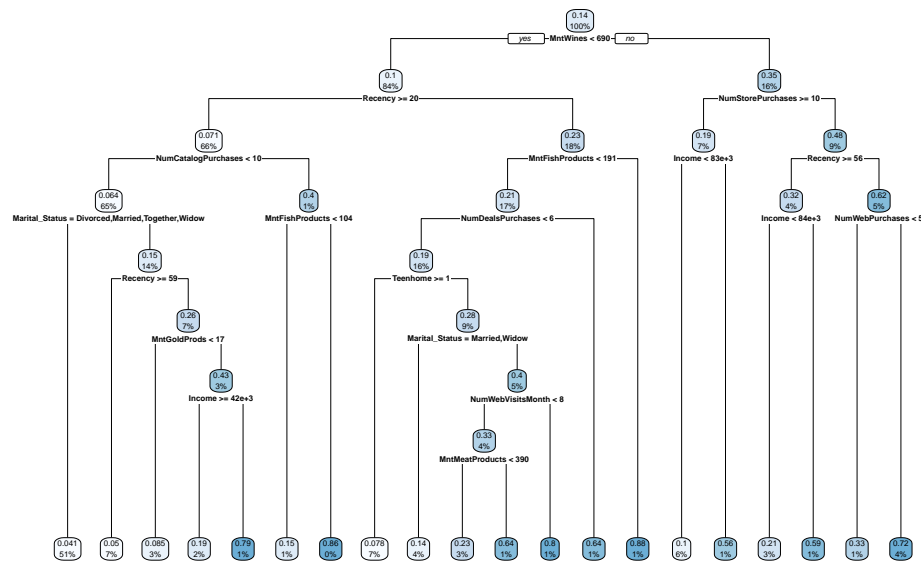 0.14
100%
yes MntWines < 690 no
0.1
84%
Recency >= 20
0.35
16%
NumStorePurchases >= 10
0.071
66%
NumCatalogPurchases < 10
0.23
18%
MntFishProducts < 191
0.19
7%
Income < 83e+3
0.48
9%
Recency >= 56
0.064
65%
Marital_Status = Divorced,Married,Together,Widow
0.4
1%
MntFishProducts < 104
0.21
17%
NumDealsPurchases < 6
0.32
4%
Income < 84e+3
0.62
5%
NumWebPurchases < 5
0.15
14%
Recency >= 59
0.19
16%
Teenhome >= 1
0.26
7%
MntGoldProds < 17
0.28
9%
Marital_Status = Married,Widow
0.43
3%
Income >= 42e+3
0.4
5%
NumWebVisitsMonth < 8
0.33
4%
MntMeatProducts < 390
0.041 0.05 0.085 0.19 0.79 0.15 0.86 0.078 0.14 0.23 0.64 0.8 0.64 0.88 0.1 0.56 0.21 0.59 0.33 0.72
51% 7% 3% 2% 1% 1% 0% 7% 4% 3% 1% 1% 1% 1% 6% 1% 3% 1% 1% 4%